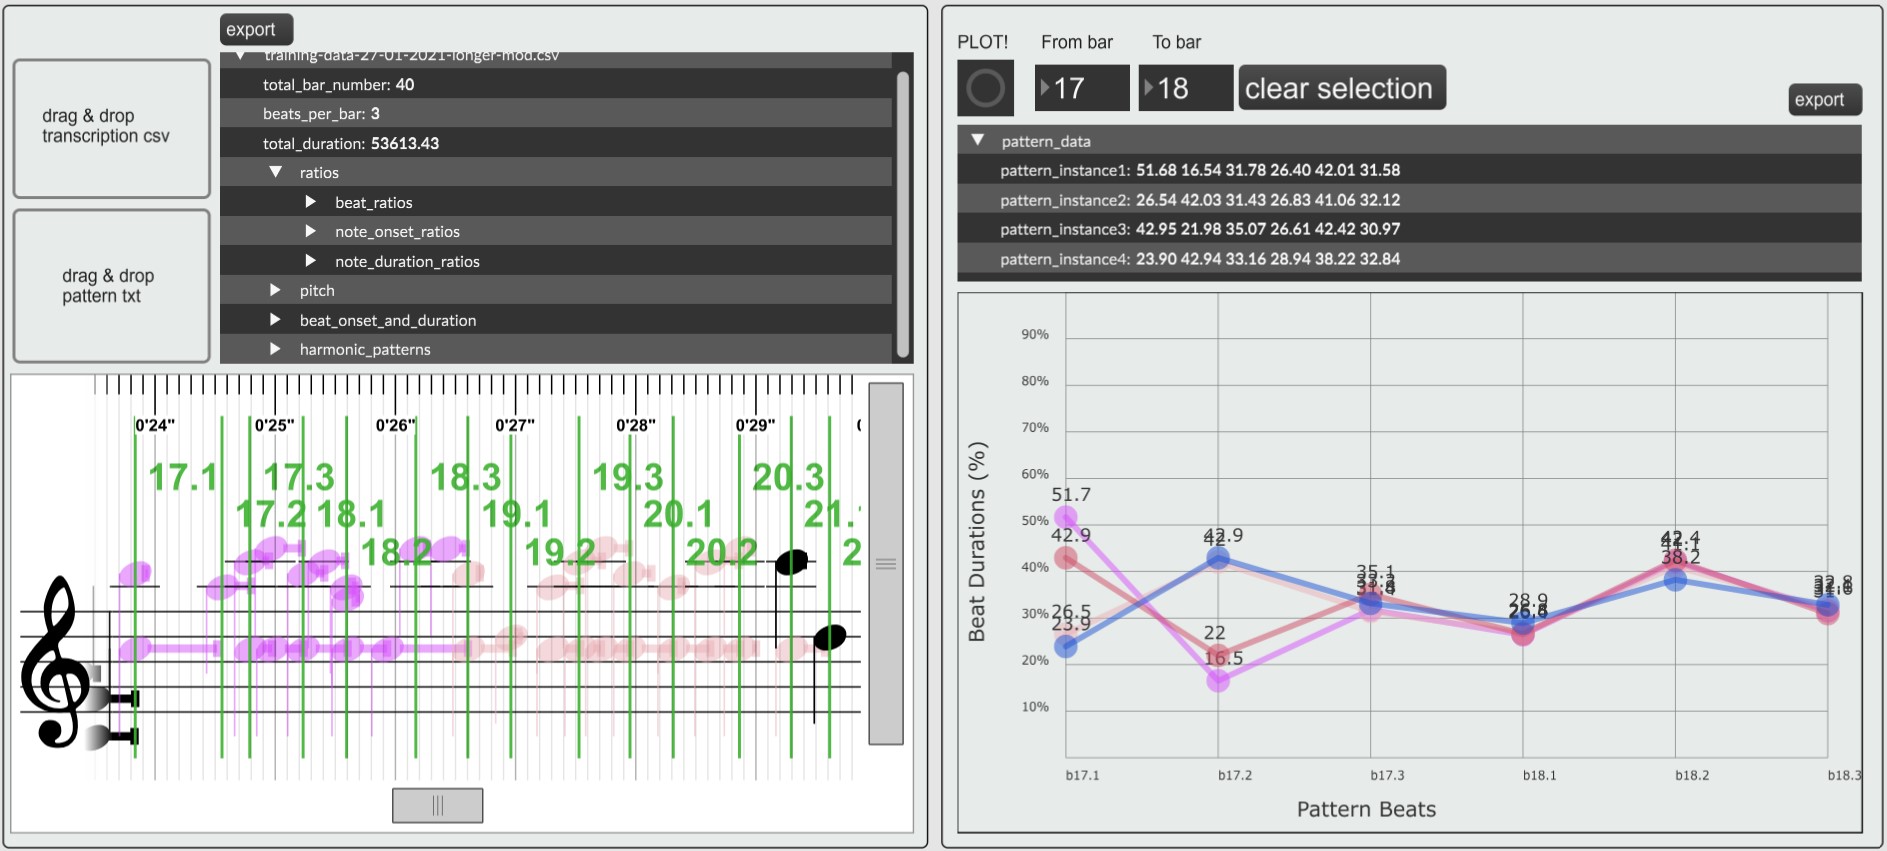 export
drag & drop
transcription csv
drag & drop
pattern txt
training-data-27-01-2021-longer-mod.csv
total_bar_number: 40
beats_per_bar: 3
total_duration: 53613.43
ratios
beat_ratios
note_onset_ratios
note_duration_ratios
pitch
beat_onset_and_duration
harmonic_patterns
0'24" 0'25" 0'26" 0'27" 0'28" 0'29"
17.1 17.3 18.3 19.3 20.3
17.2 18.1 19.1 20.1 21.
18.2 19.2 20.2 2
PLOT! From bar To bar
17 18 clear selection
export
pattern_data
pattern_instance1: 51.68 16.54 31.78 26.40 42.01 31.58
pattern_instance2: 26.54 42.03 31.43 26.83 41.06 32.12
pattern_instance3: 42.95 21.98 35.07 26.61 42.42 30.97
pattern_instance4: 23.90 42.94 33.16 28.94 38.22 32.84
Beat Durations (%)
90%
80%
70%
60%
50%
40%
30%
20%
10%
51.7
42.9
26.5
23.9
42.9
22
16.5
35.1
28.9
42.4
38.2
b17.1 b17.2 b17.3 b18.1 b18.2 b18.3
Pattern Beats